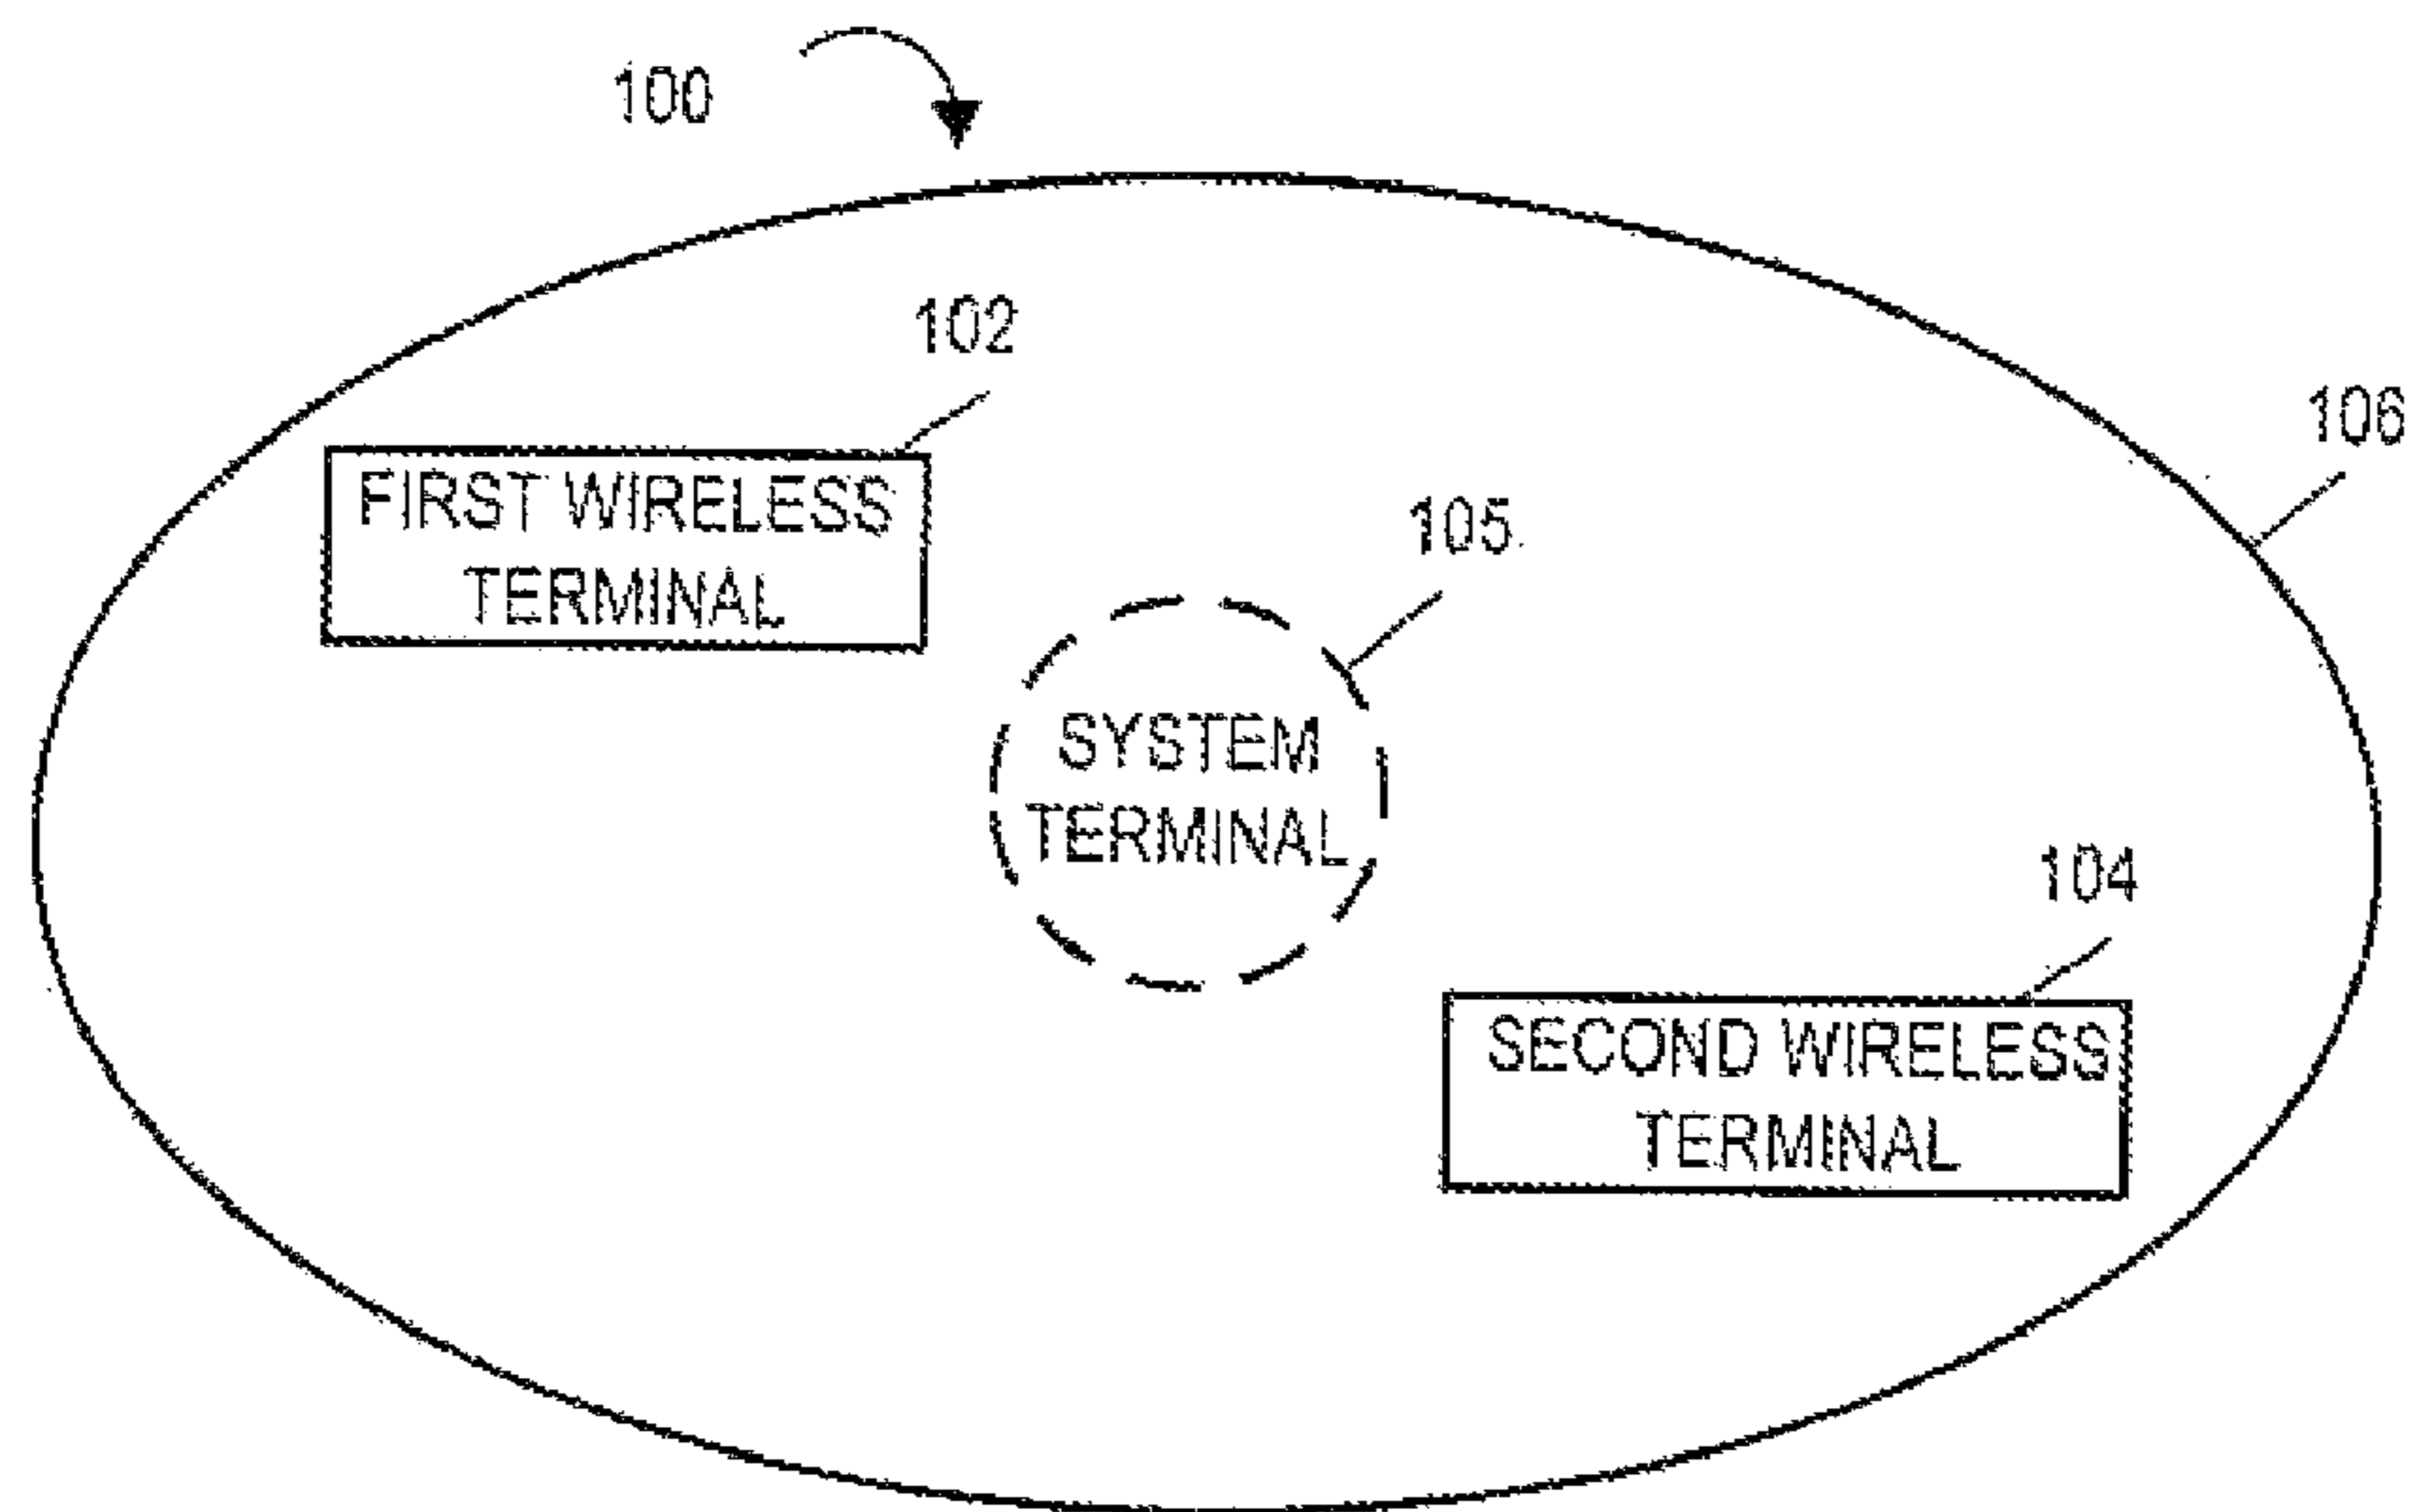 100
102
106
FIRST WIRELESS
TERMINAL
105
SYSTEM
TERMINAL
104
SECOND WIRELESS
TERMINAL